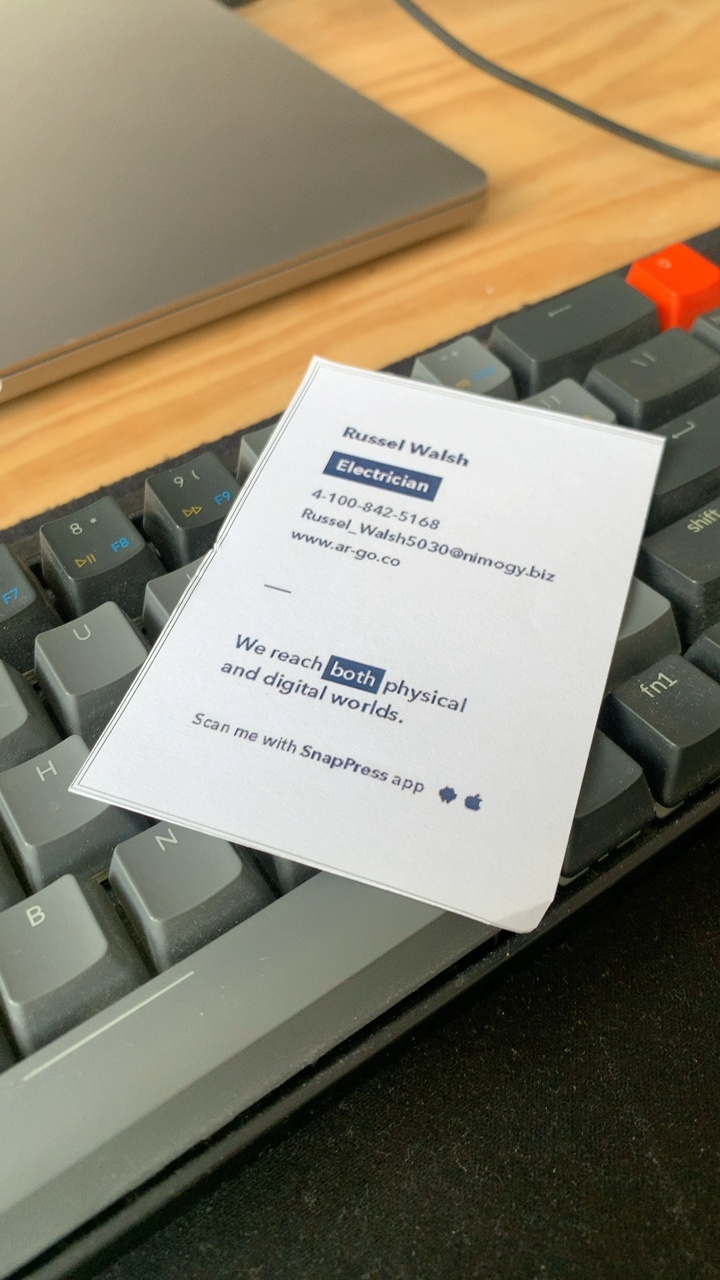 Russel Walsh
Electrician
4-100-842-5168
Russel_Walsh5030@nimogy.biz
www.ar-go.co
We reach both physical
and digital worlds.
Scan me with SnapPress app
9 (
F9
8 *
F8
F7
U
H
N
B
shift
fn1